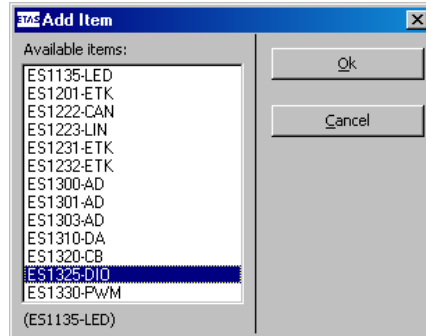 ETAS Add Item
Available items:
ES1135-LED
ES1201-ETK
ES1222-CAN
ES1223-LIN
ES1231-ETK
ES1232-ETK
ES1300-AD
ES1301-AD
ES1303-AD
ES1310-DA
ES1320-CB
ES1325-DIO
ES1330-PWM
(ES1135-LED)
Ok
Cancel